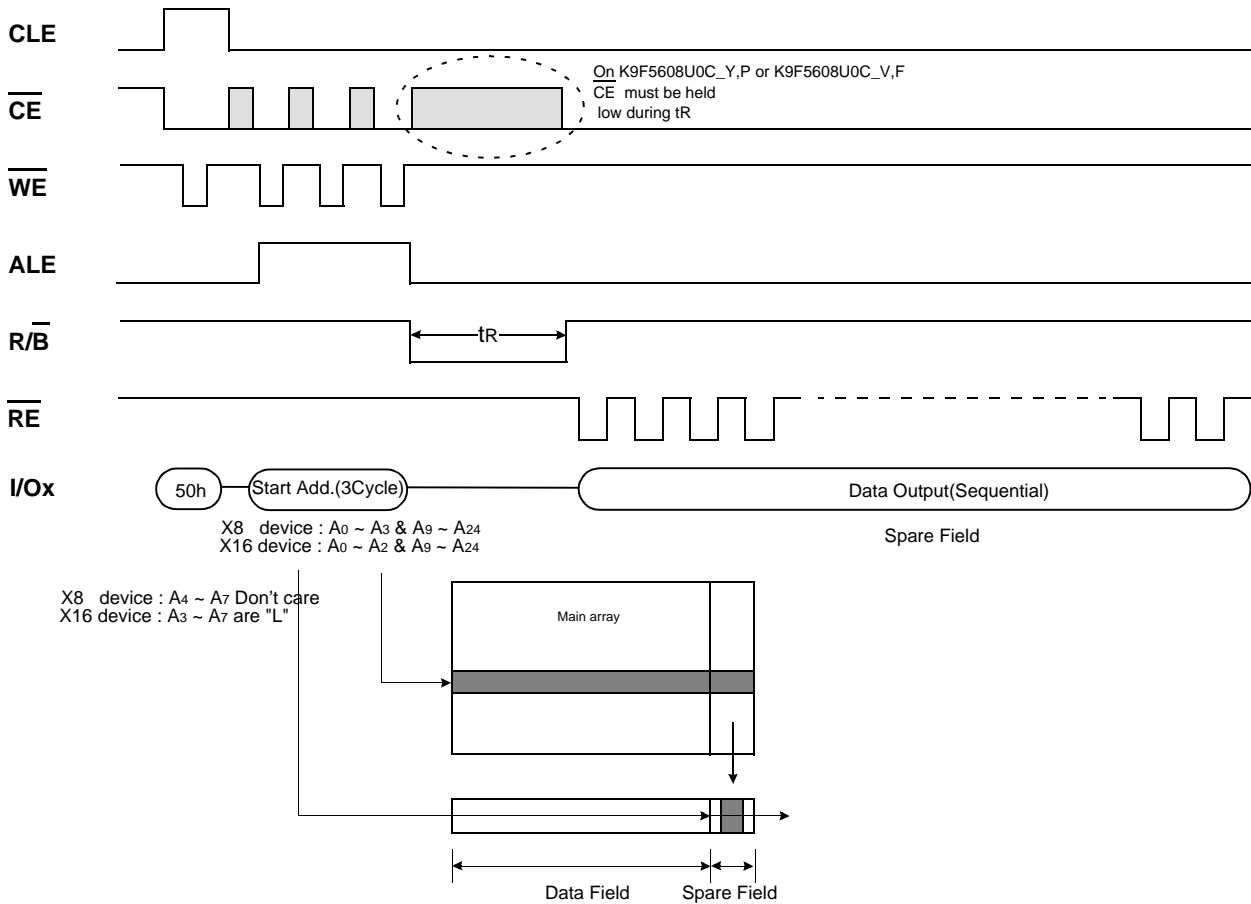 CLE
On K9F5608U0C_Y,P or K9F5608U0C_V,F
CE must be held
low during tR
CE
WE
ALE
R/B
tR
RE
I/Ox
50h
Start Add.(3Cycle)
Data Output(Sequential)
X8 device : A0 ~ A3 & A9 ~ A24
X16 device : A0 ~ A2 & A9 ~ A24
Spare Field
X8 device : A4 ~ A7 Don't care
X16 device : A3 ~ A7 are "L"
Main array
Data Field
Spare Field